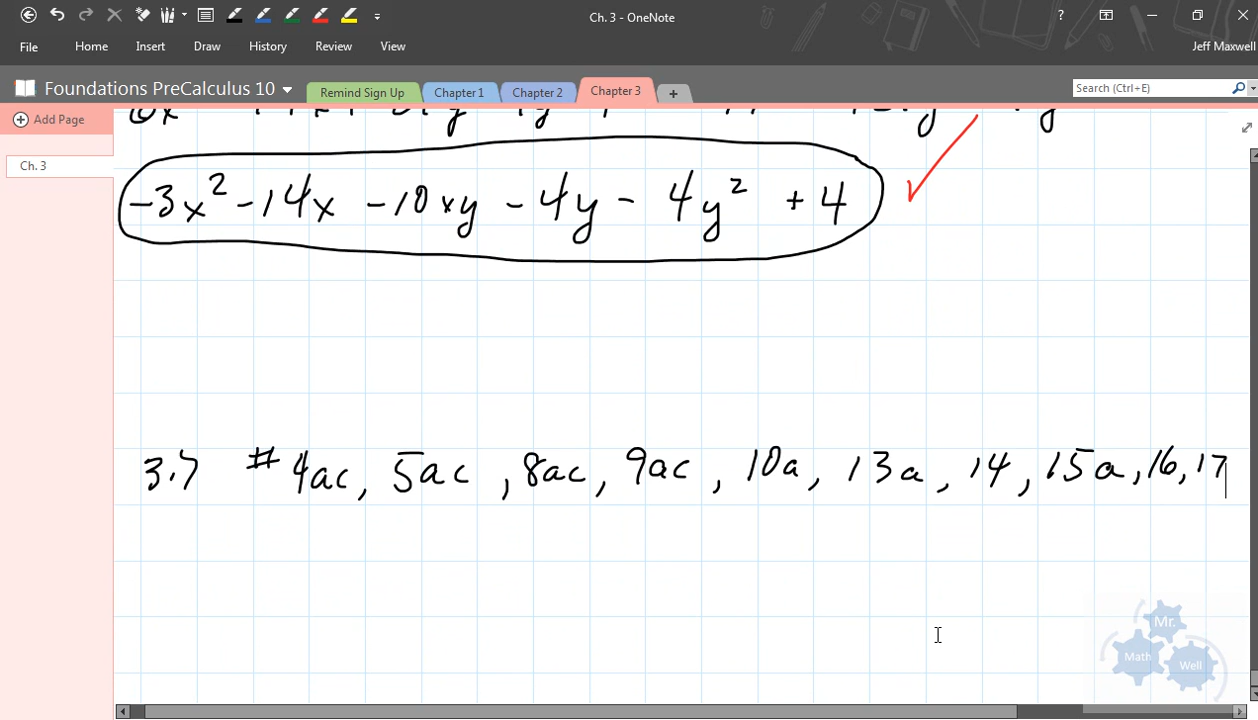 Ch. 3 - OneNote
?
File Home Insert Draw History Review View
Jeff Maxwell
Foundations PreCalculus 10 Remind Sign Up Chapter 1 Chapter 2 Chapter 3 +
Search (Ctrl+E)
Add Page
Ch. 3
-3x² -14x -10xy - 4y - 4y² +4
3.7 # 4ac, 5ac, 8ac, 9ac, 10a, 13a, 14, 15a, 16, 17
Mr.
Math
Well